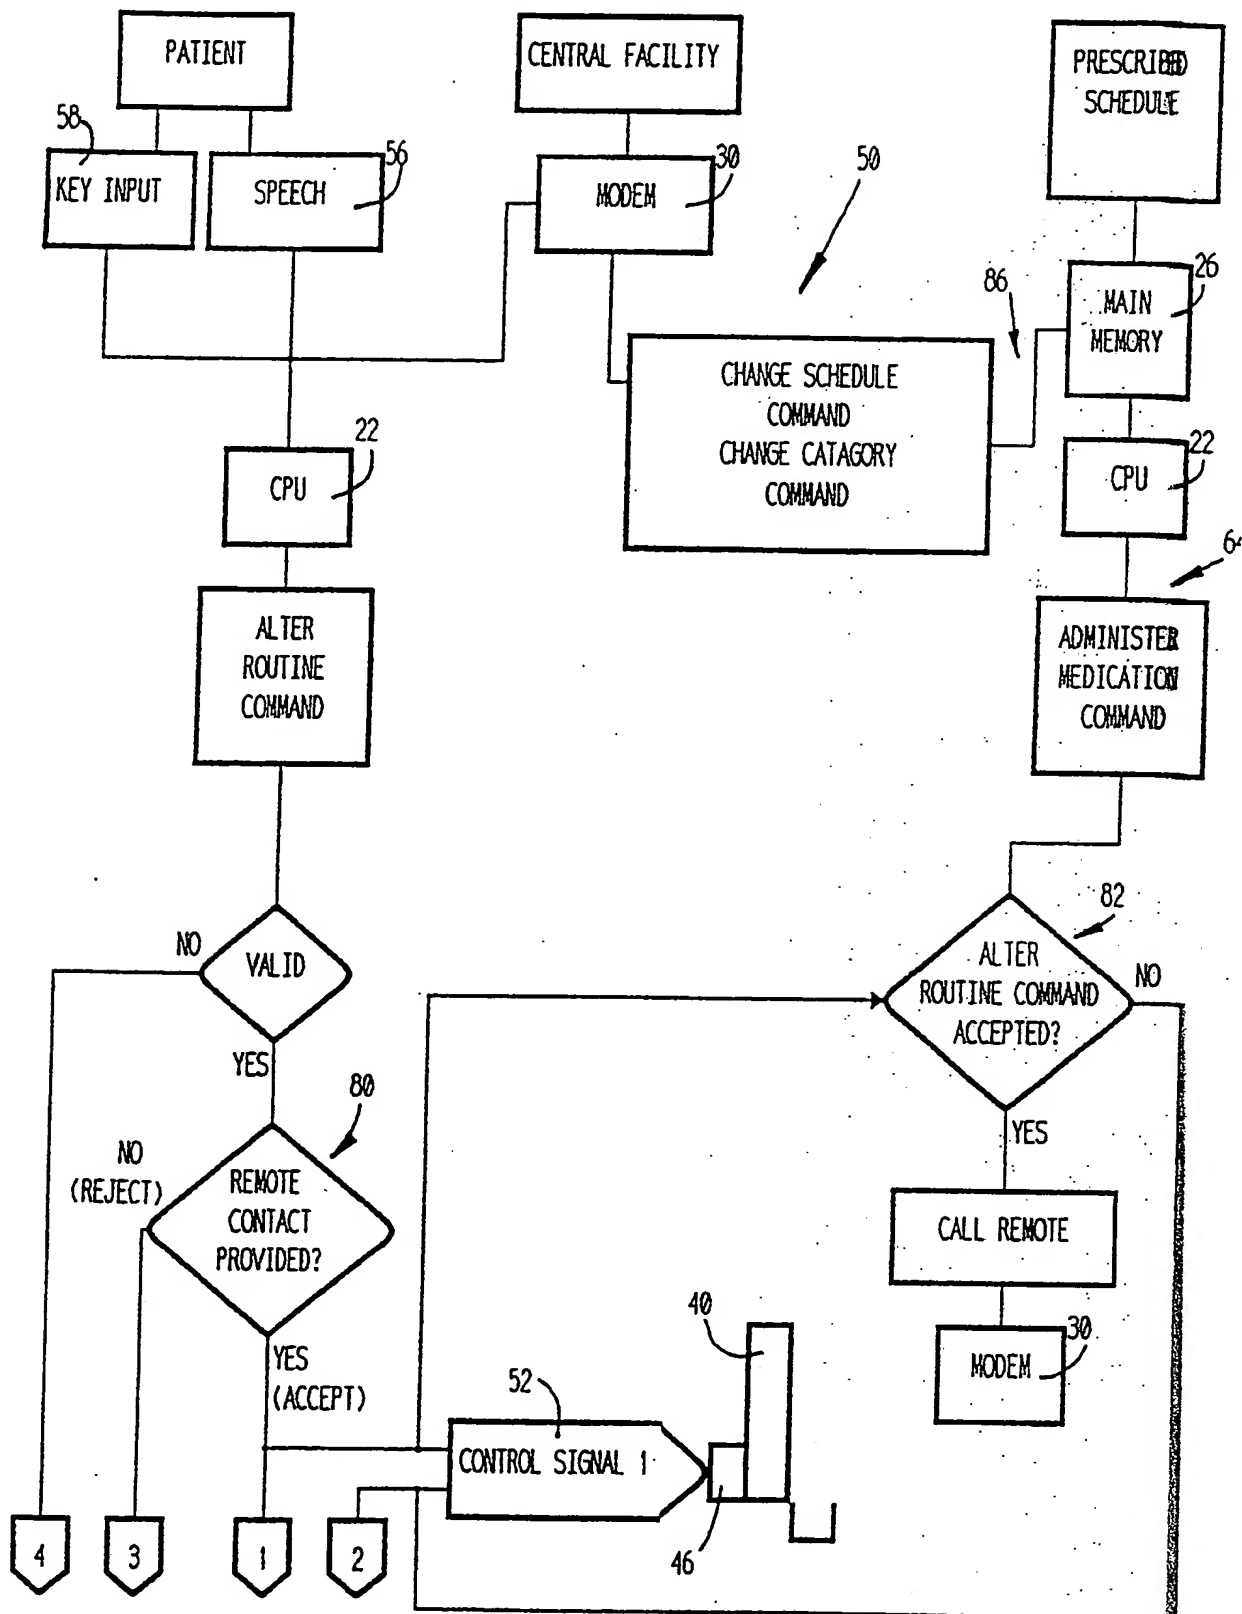 PATIENT
CENTRAL FACILITY
PRESCRIBED
SCHEDULE
58
KEY INPUT
56
SPEECH
30
MODEM
50
86
26
MAIN
MEMORY
CHANGE SCHEDULE
COMMAND
CHANGE CATAGORY
COMMAND
22
CPU
22
CPU
64
ALTER
ROUTINE
COMMAND
ADMINISTER
MEDICATION
COMMAND
NO
VALID
YES
82
ALTER
ROUTINE COMMAND
ACCEPTED?
NO
YES
80
NO
(REJECT)
REMOTE
CONTACT
PROVIDED?
YES
(ACCEPT)
CALL REMOTE
30
MODEM
40
52
CONTROL SIGNAL 1
46
4
3
1
2